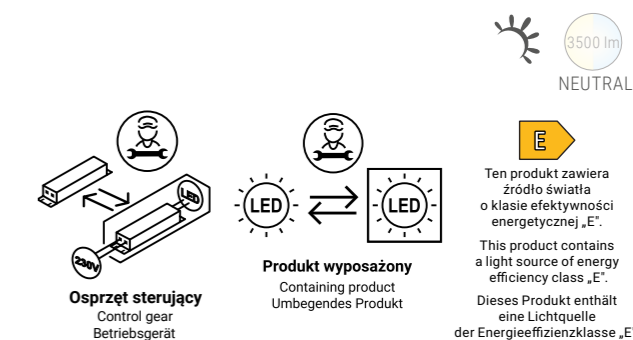 3500 lm
NEUTRAL
LED
230V
Osprzęt sterujący
Control gear
Betriebsgerät
LED
LED
Produkt wyposażony
Containing product
Umbegendes Produkt
E
Ten produkt zawiera
źródło światła
o klasie efektywności
energetycznej „E".
This product contains
a light source of energy
efficiency class „E".
Dieses Produkt enthält
eine Lichtquelle
der Energieeffizienzklasse „E"